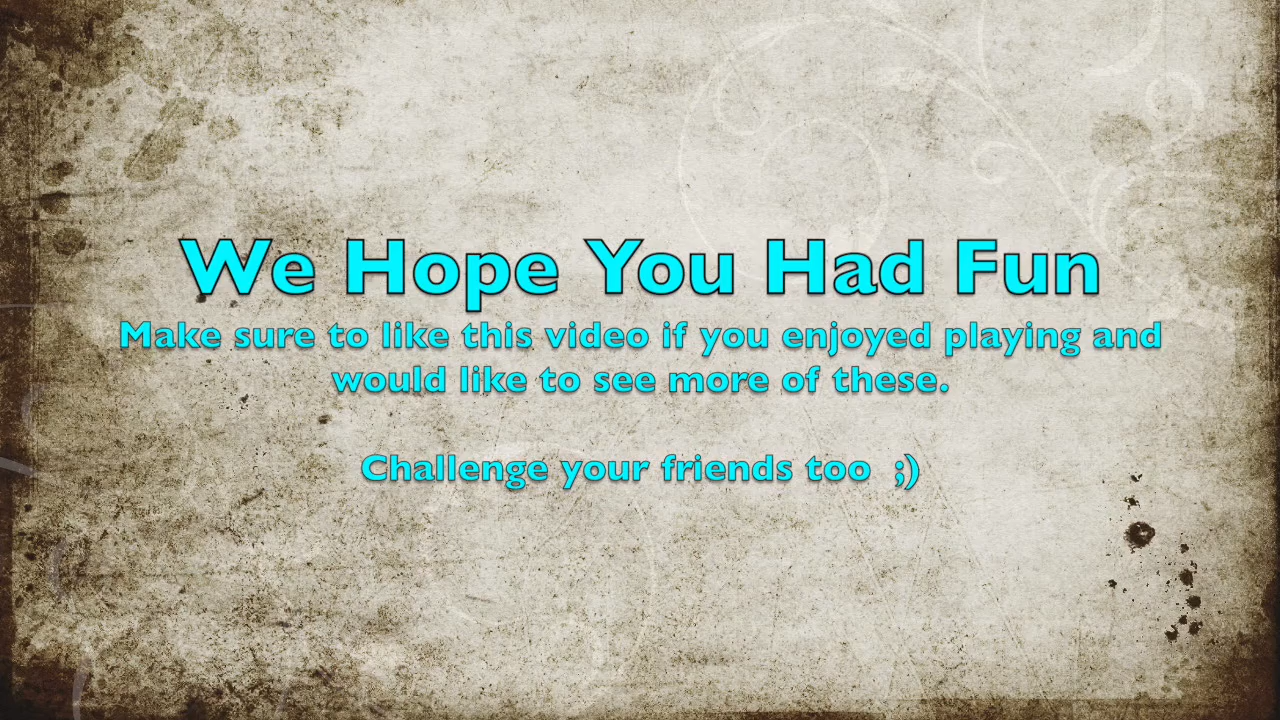 We Hope You Had Fun
Make sure to like this video if you enjoyed playing and
would like to see more of these.
Challenge your friends too  ;)